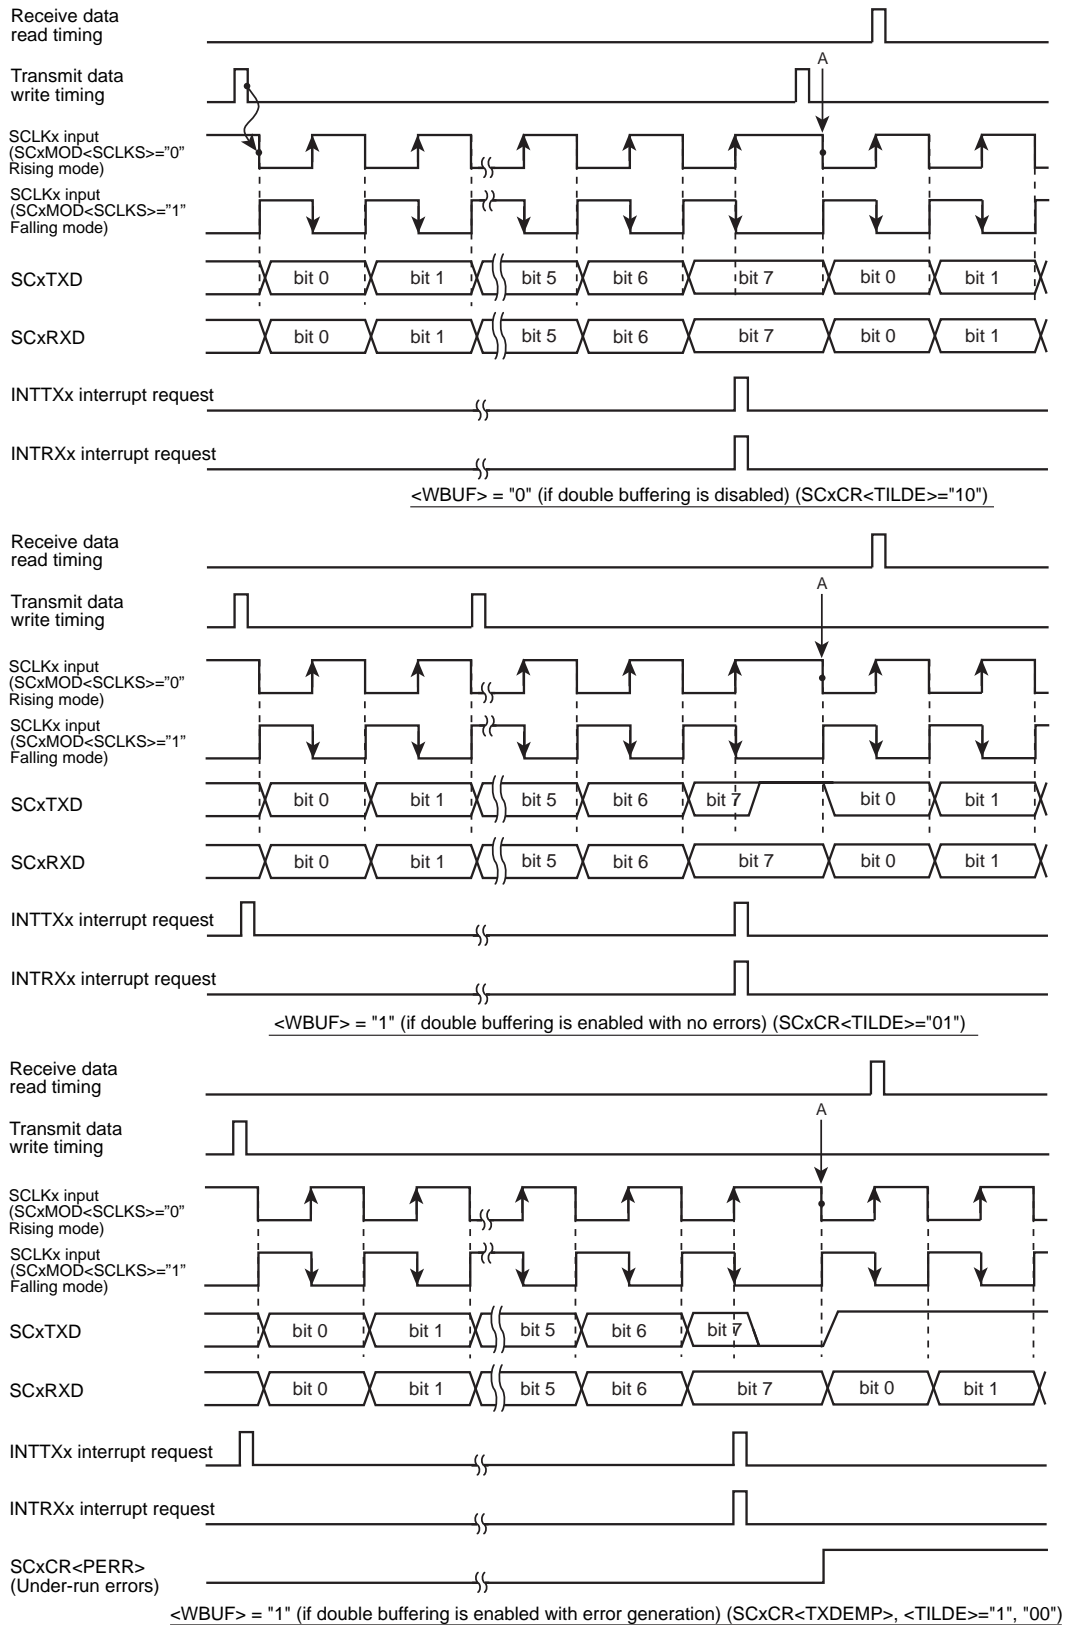 Receive data
read timing
A
Transmit data
write timing
SCLKx input
(SCxMOD<SCLKS>="0"
Rising mode)
SCLKx input
(SCxMOD<SCLKS>="1"
Falling mode)
SCxTXD bit 0 bit 1 bit 5 bit 6 bit 7 bit 0 bit 1
SCxRXD bit 0 bit 1 bit 5 bit 6 bit 7 bit 0 bit 1
INTTXx interrupt request
INTRXx interrupt request
<WBUF> = "0" (if double buffering is disabled) (SCxCR<TILDE>="10")
Receive data
read timing
A
Transmit data
write timing
SCLKx input
(SCxMOD<SCLKS>="0"
Rising mode)
SCLKx input
(SCxMOD<SCLKS>="1"
Falling mode)
SCxTXD bit 0 bit 1 bit 5 bit 6 bit 7 bit 0 bit 1
SCxRXD bit 0 bit 1 bit 5 bit 6 bit 7 bit 0 bit 1
INTTXx interrupt request
INTRXx interrupt request
<WBUF> = "1" (if double buffering is enabled with no errors) (SCxCR<TILDE>="01")
Receive data
read timing
A
Transmit data
write timing
SCLKx input
(SCxMOD<SCLKS>="0"
Rising mode)
SCLKx input
(SCxMOD<SCLKS>="1"
Falling mode)
SCxTXD bit 0 bit 1 bit 5 bit 6 bit 7
SCxRXD bit 0 bit 1 bit 5 bit 6 bit 7 bit 0 bit 1
INTTXx interrupt request
INTRXx interrupt request
SCxCR<PERR>
(Under-run errors)
<WBUF> = "1" (if double buffering is enabled with error generation) (SCxCR<TXDEMP>, <TILDE>="1", "00")